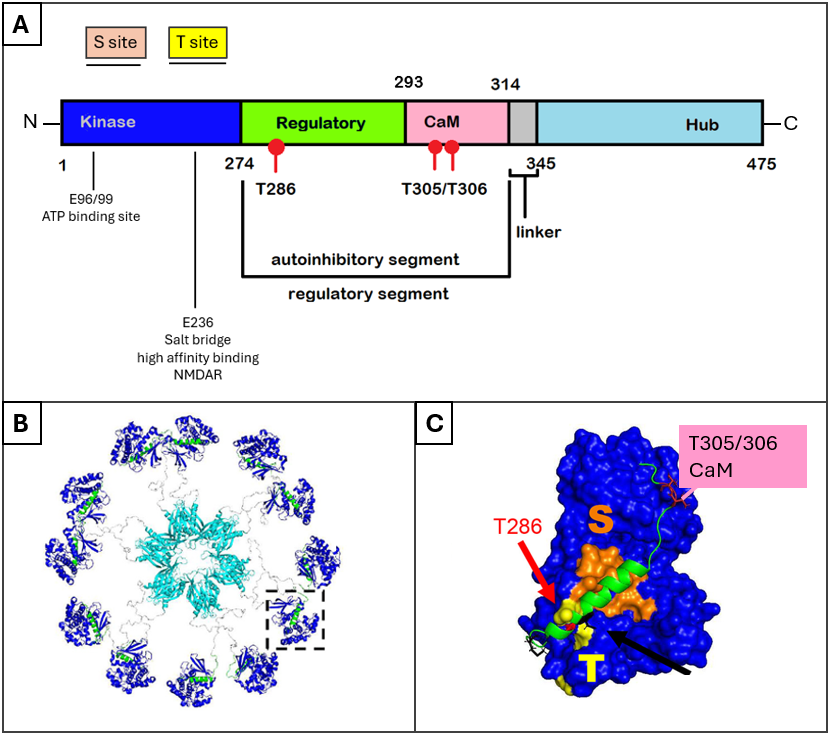 A
S site
T site
293
314
N
Kinase
Regulatory
CaM
Hub
C
1
274
345
475
T286
T305/T306
E96/99
ATP binding site
linker
autoinhibitory segment
regulatory segment
E236
Salt bridge
high affinity binding
NMDAR
B
C
T305/306
CaM
S
T286
T